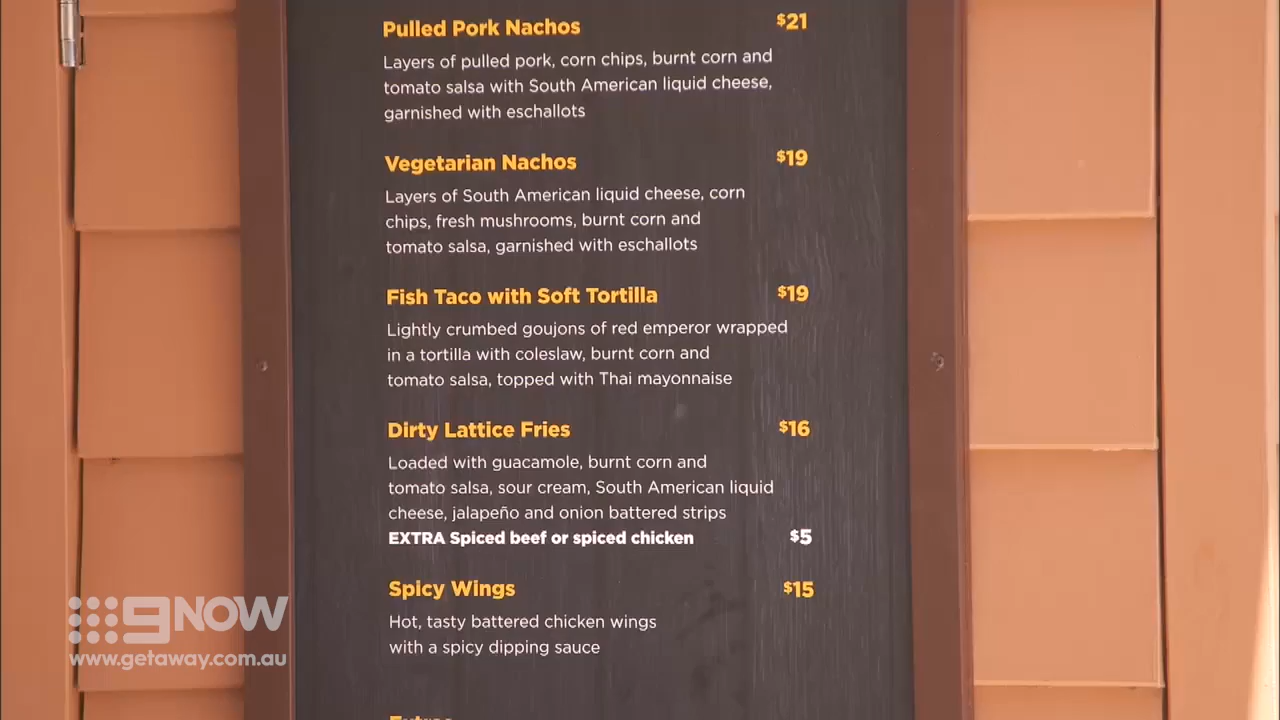 Pulled Pork Nachos $21
Layers of pulled pork, corn chips, burnt corn and
tomato salsa with South American liquid cheese,
garnished with eschallots
Vegetarian Nachos $19
Layers of South American liquid cheese, corn
chips, fresh mushrooms, burnt corn and
tomato salsa, garnished with eschallots
Fish Taco with Soft Tortilla $19
Lightly crumbed goujons of red emperor wrapped
in a tortilla with coleslaw, burnt corn and
tomato salsa, topped with Thai mayonnaise
Dirty Lattice Fries $16
Loaded with guacamole, burnt corn and
tomato salsa, sour cream, South American liquid
cheese, jalapeño and onion battered strips
EXTRA Spiced beef or spiced chicken $5
Spicy Wings $15
Hot, tasty battered chicken wings
with a spicy dipping sauce
9NOW
www.getaway.com.au